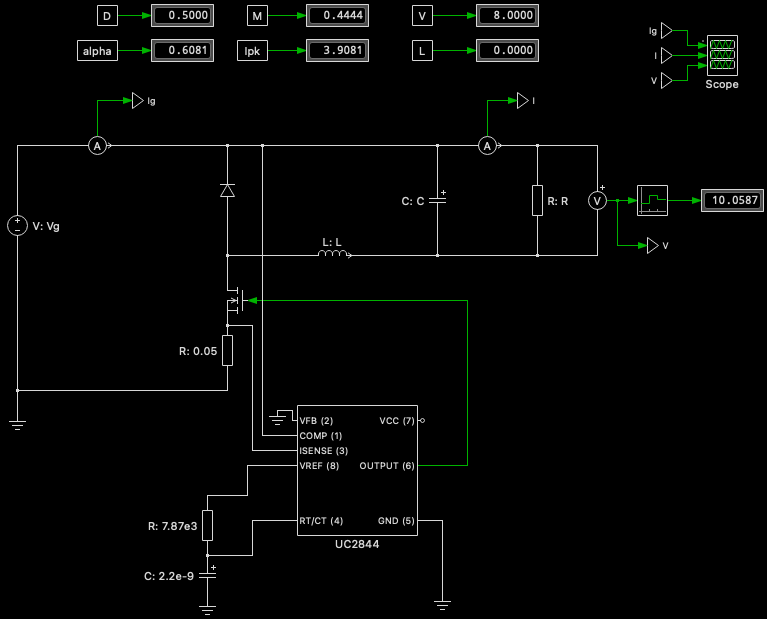 D 0.5000 M 0.4444 V 8.0000
alpha 0.6081 Ipk 3.9081 L 0.0000
Ig
I
V
Scope
Ig
I
A
A
V: Vg
+
−
C: C
+
R: R
V
+
10.0587
V
L: L
R: 0.05
VFB (2)
VCC (7)
COMP (1)
ISENSE (3)
VREF (8)
OUTPUT (6)
RT/CT (4)
GND (5)
UC2844
R: 7.87e3
C: 2.2e-9
+